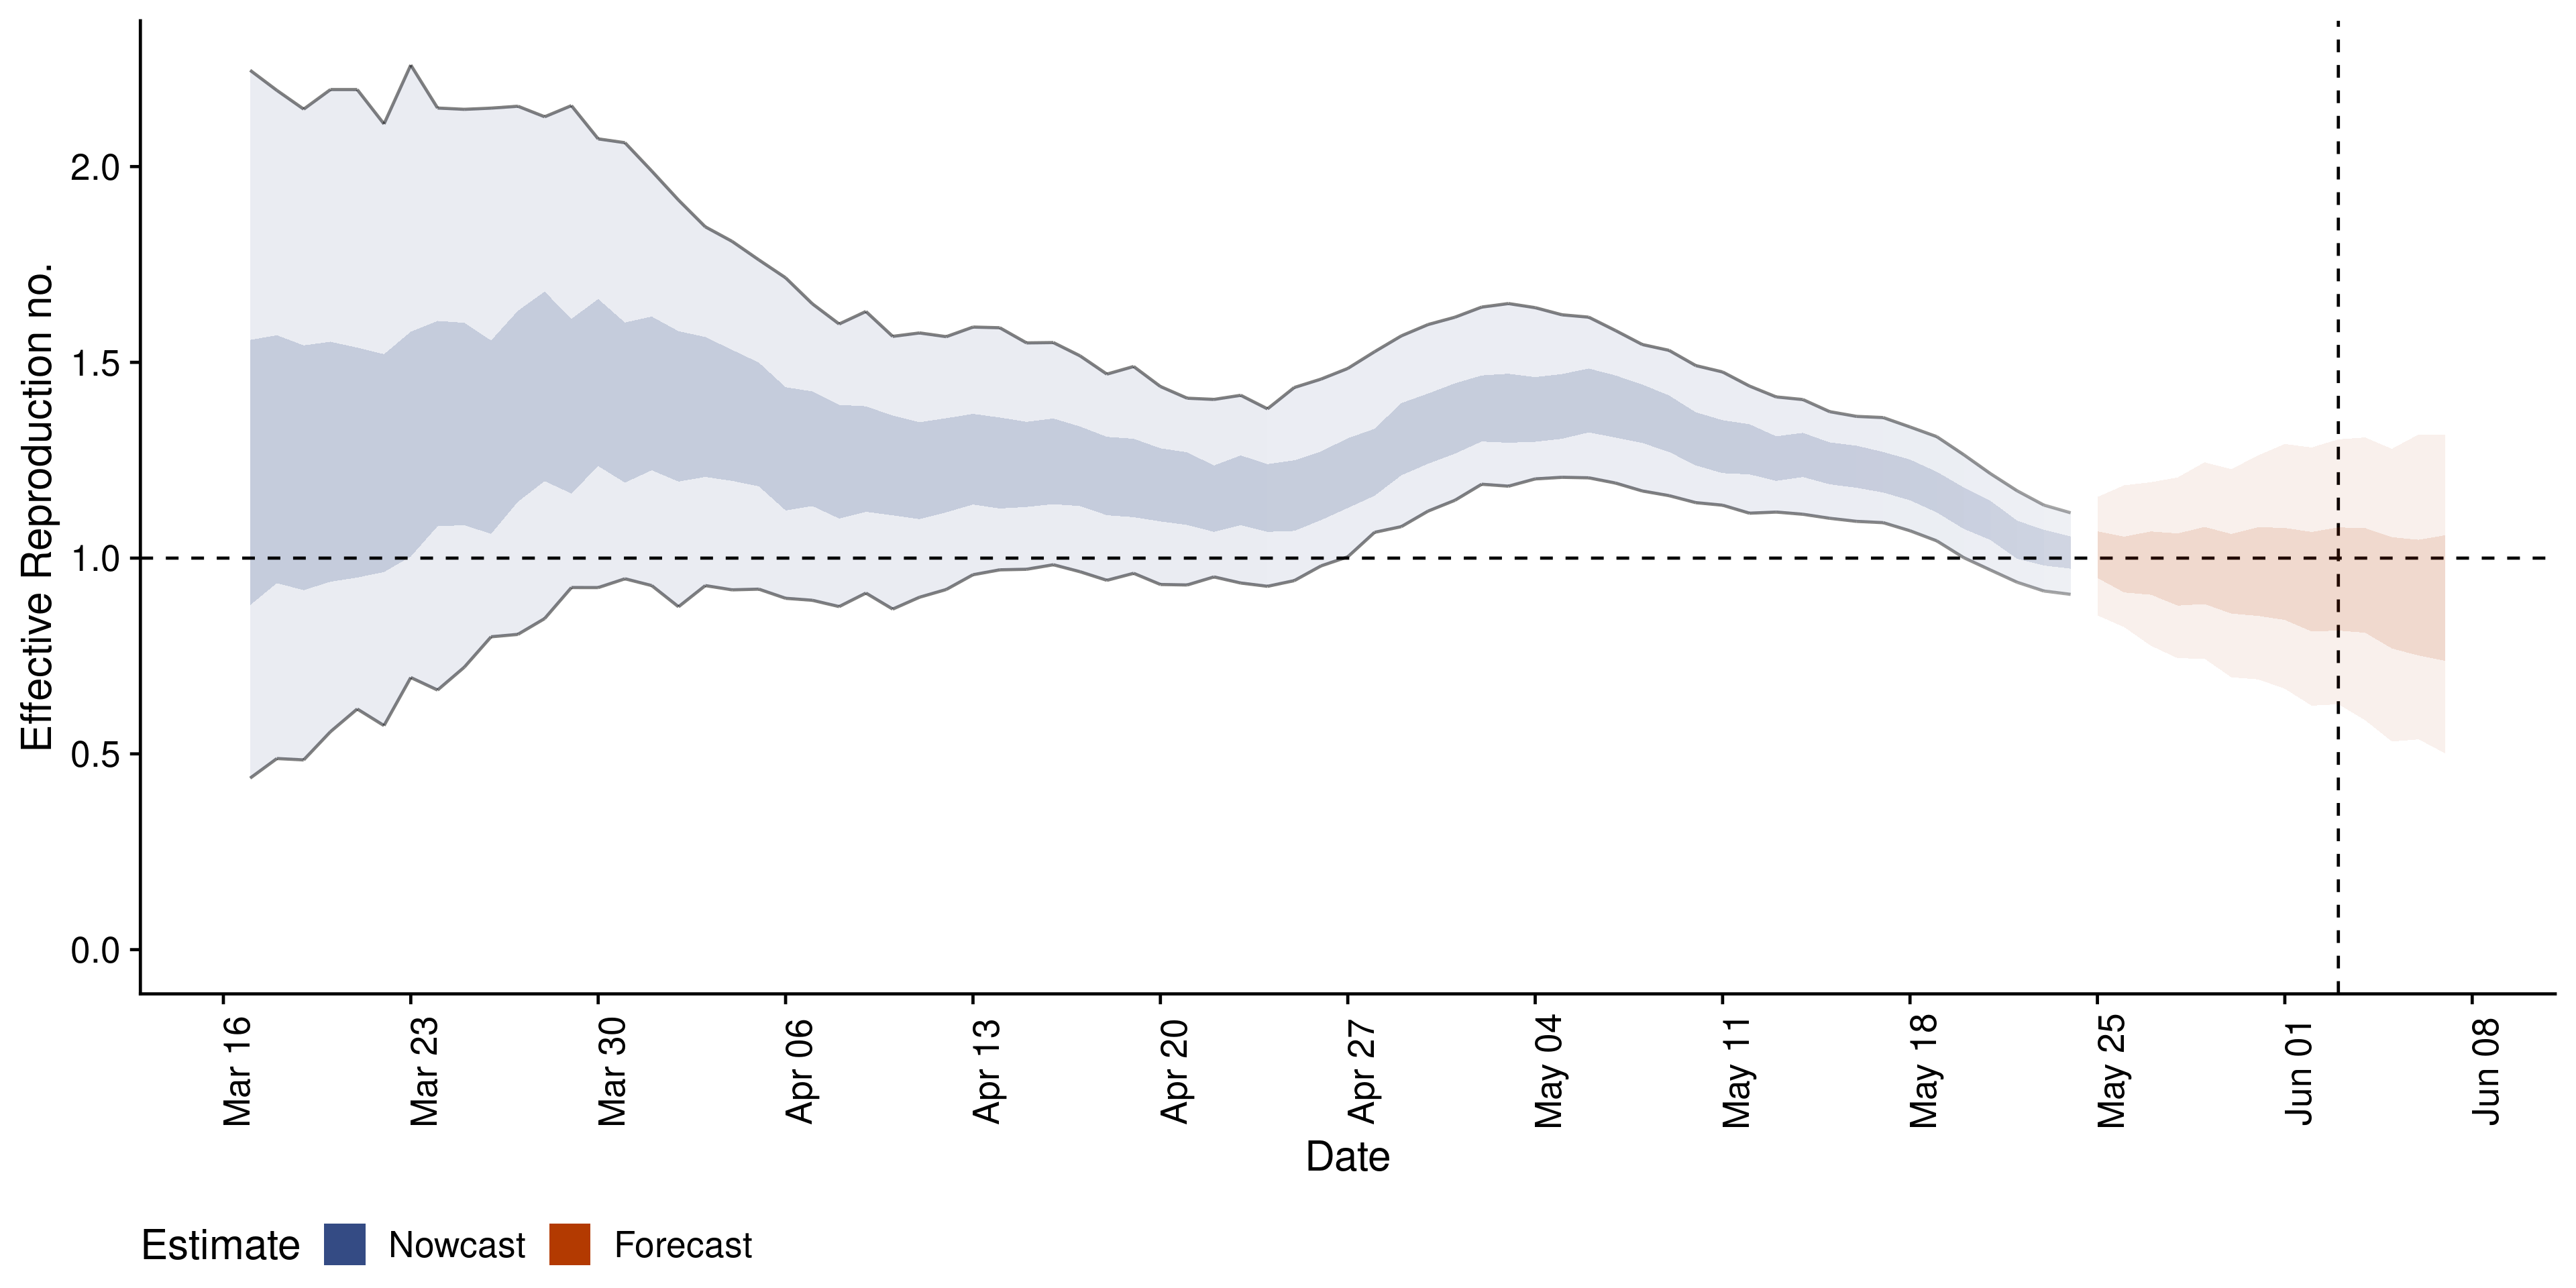 Effective Reproduction no.
2.0
1.5
1.0
0.5
0.0
Mar 16
Mar 23
Mar 30
Apr 06
Apr 13
Apr 20
Apr 27
May 04
May 11
May 18
May 25
Jun 01
Jun 08
Date
Estimate Nowcast Forecast